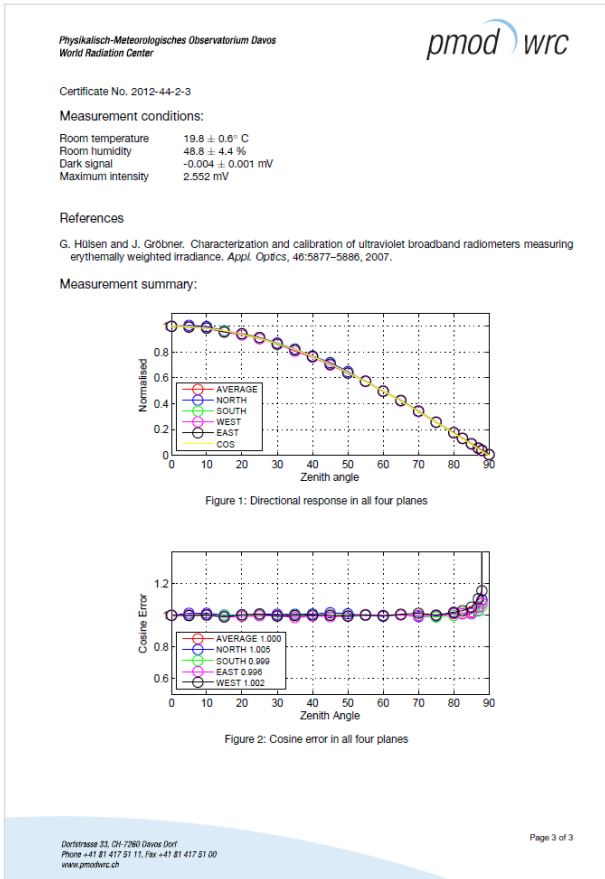 Physikalisch-Meteorologisches Observatorium Davos
World Radiation Center
pmod wrc
Certificate No. 2012-44-2-3
Measurement conditions:
Room temperature 19.8 ± 0.6° C
Room humidity 48.8 ± 4.4 %
Dark signal -0.004 ± 0.001 mV
Maximum intensity 2.552 mV
References
G. Hülsen and J. Gröbner. Characterization and calibration of ultraviolet broadband radiometers measuring
erythemally weighted irradiance. Appl. Optics, 46:5877–5886, 2007.
Measurement summary:
Normalised
1
0.8
0.6
0.4
0.2
0
AVERAGE
NORTH
SOUTH
WEST
EAST
COS
0 10 20 30 40 50 60 70 80 90
Zenith angle
Figure 1: Directional response in all four planes
Cosine Error
1.2
1
0.8
0.6
AVERAGE 1.000
NORTH 1.005
SOUTH 0.999
EAST 0.996
WEST 1.002
0 10 20 30 40 50 60 70 80 90
Zenith Angle
Figure 2: Cosine error in all four planes
Dorfstrasse 33, CH-7260 Davos Dorf
Phone +41 81 417 51 11, Fax +41 81 417 51 00
www.pmodwrc.ch
Page 3 of 3